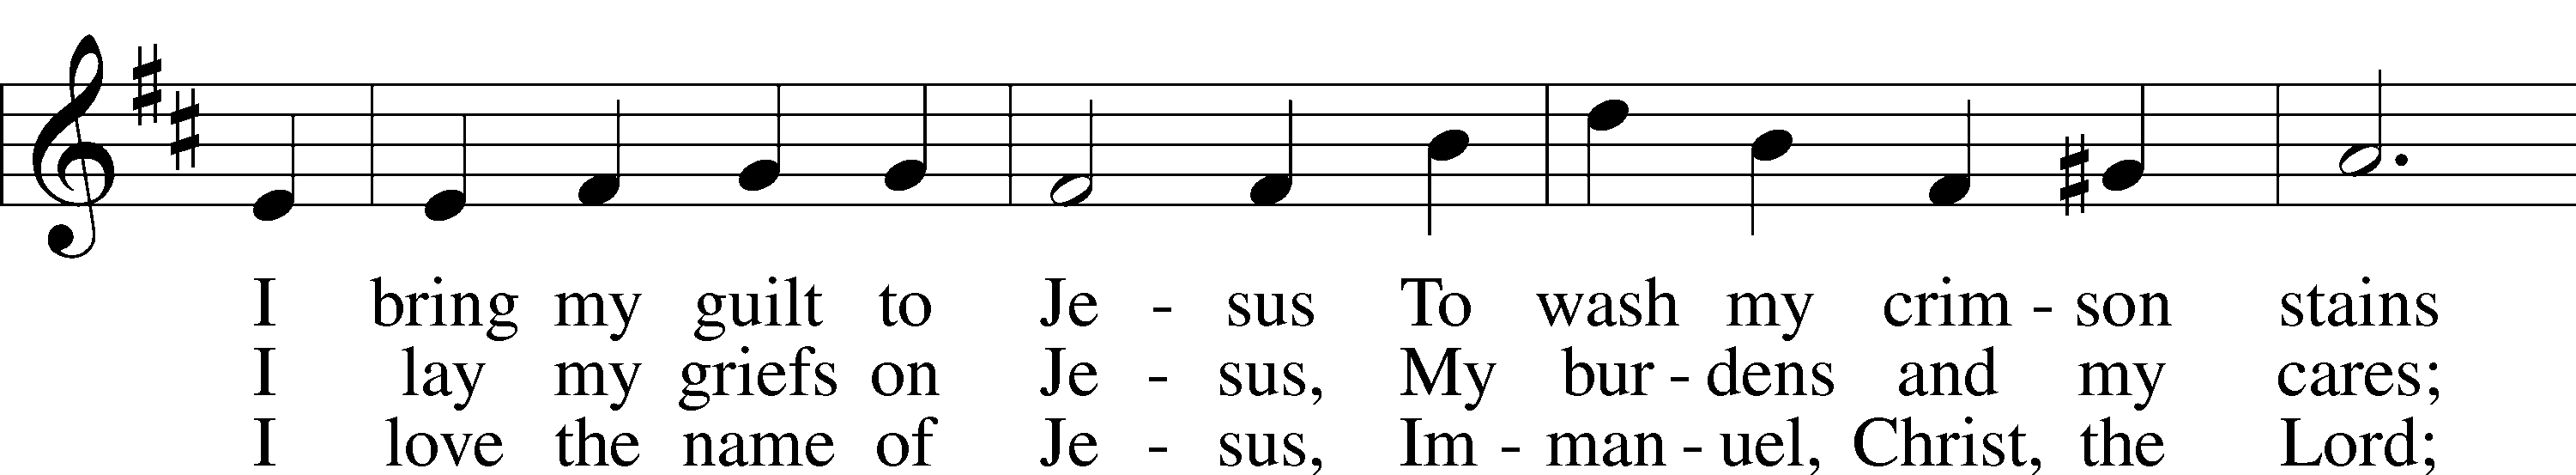 I bring my guilt to Je - sus To wash my crim - son stains
I lay my griefs on Je - sus, My bur - dens and my cares;
I love the name of Je - sus, Im - man - uel, Christ, the Lord;